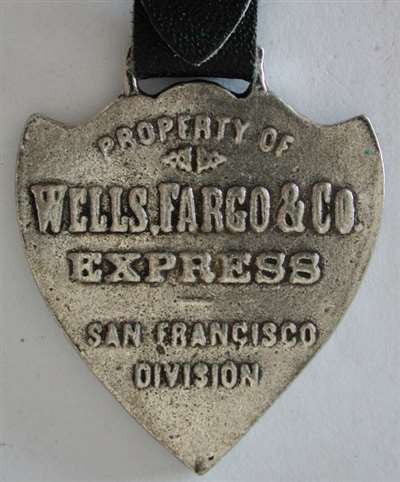 PROPERTY OF
WELLS, FARGO & CO.
EXPRESS
SAN FRANCISCO
DIVISION